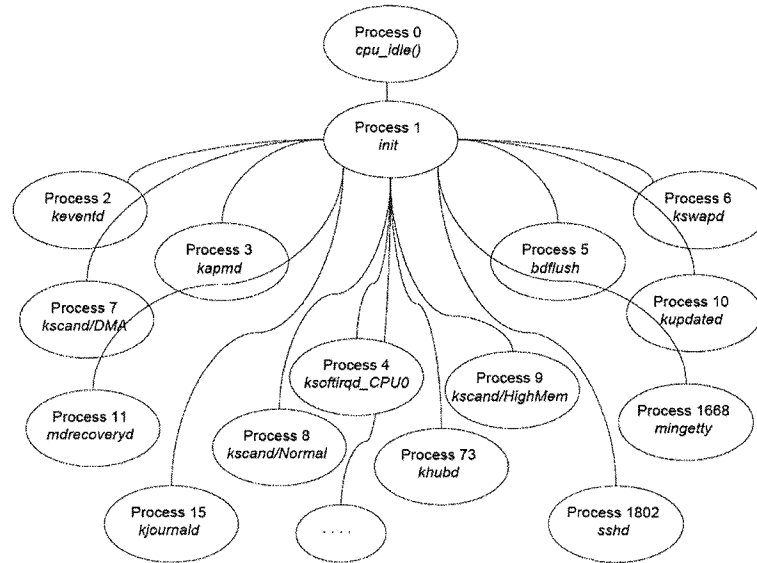 Process 0
cpu_idle()
Process 1
init
Process 2
keventd
Process 6
kswapd
Process 3
kapmd
Process 5
bdflush
Process 7
kscand/DMA
Process 10
kupdated
Process 4
ksoftirqd_CPU0
Process 9
kscand/HighMem
Process 11
mdrecoveryd
Process 1668
mingetty
Process 8
kscand/Normal
Process 73
khubd
Process 15
kjournald
. . . .
Process 1802
sshd